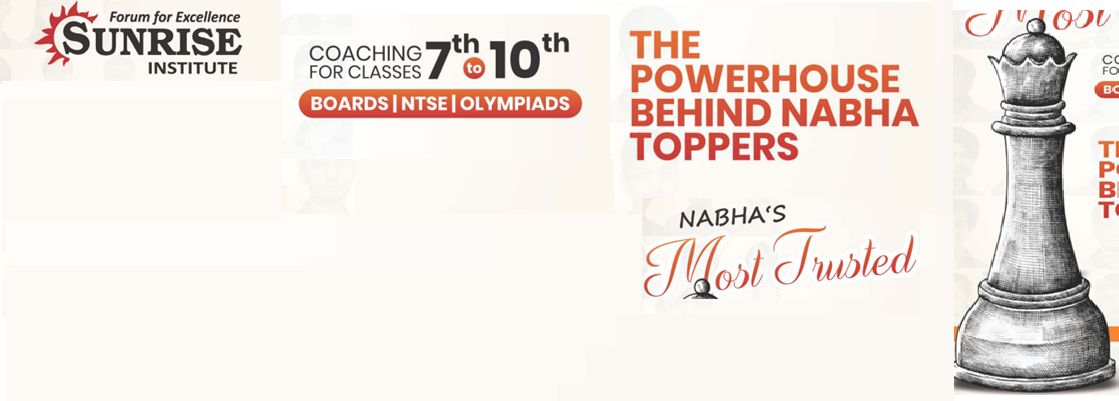 Forum for Excellence
SUNRISE
INSTITUTE
COACHING
FOR CLASSES
7th to 10th
BOARDS | NTSE | OLYMPIADS
THE
POWERHOUSE
BEHIND NABHA
TOPPERS
NABHA'S
Most Trusted